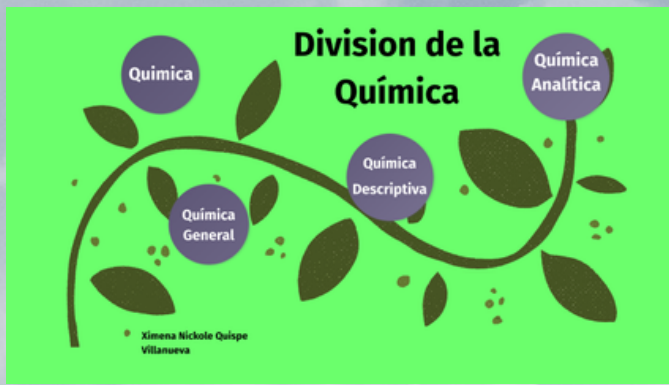 Division de la
Química
Quimica
Química
Analítica
Química
Descriptiva
Química
General
Ximena Nickole Quispe
Villanueva